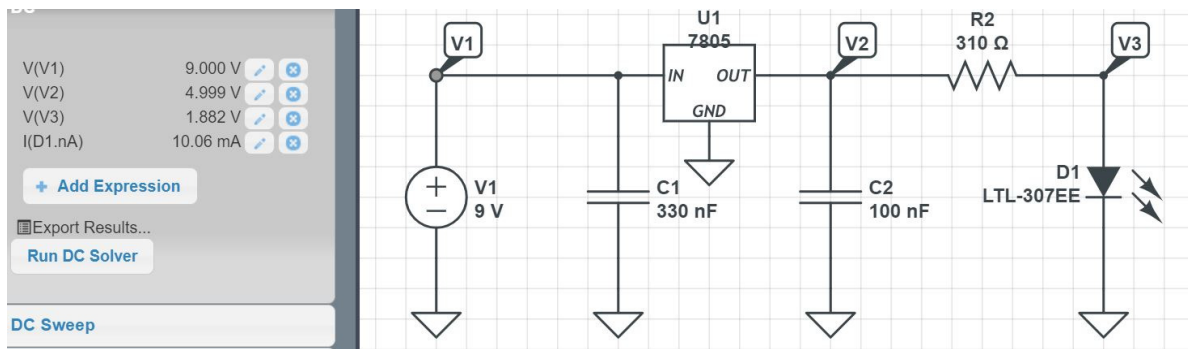 DC
V(V1) 9.000 V
V(V2) 4.999 V
V(V3) 1.882 V
I(D1.nA) 10.06 mA
+ Add Expression
Export Results...
Run DC Solver
DC Sweep
V1
U1
7805
IN OUT
GND
V2
R2
310 Ω
V3
V1
9 V
C1
330 nF
C2
100 nF
D1
LTL-307EE